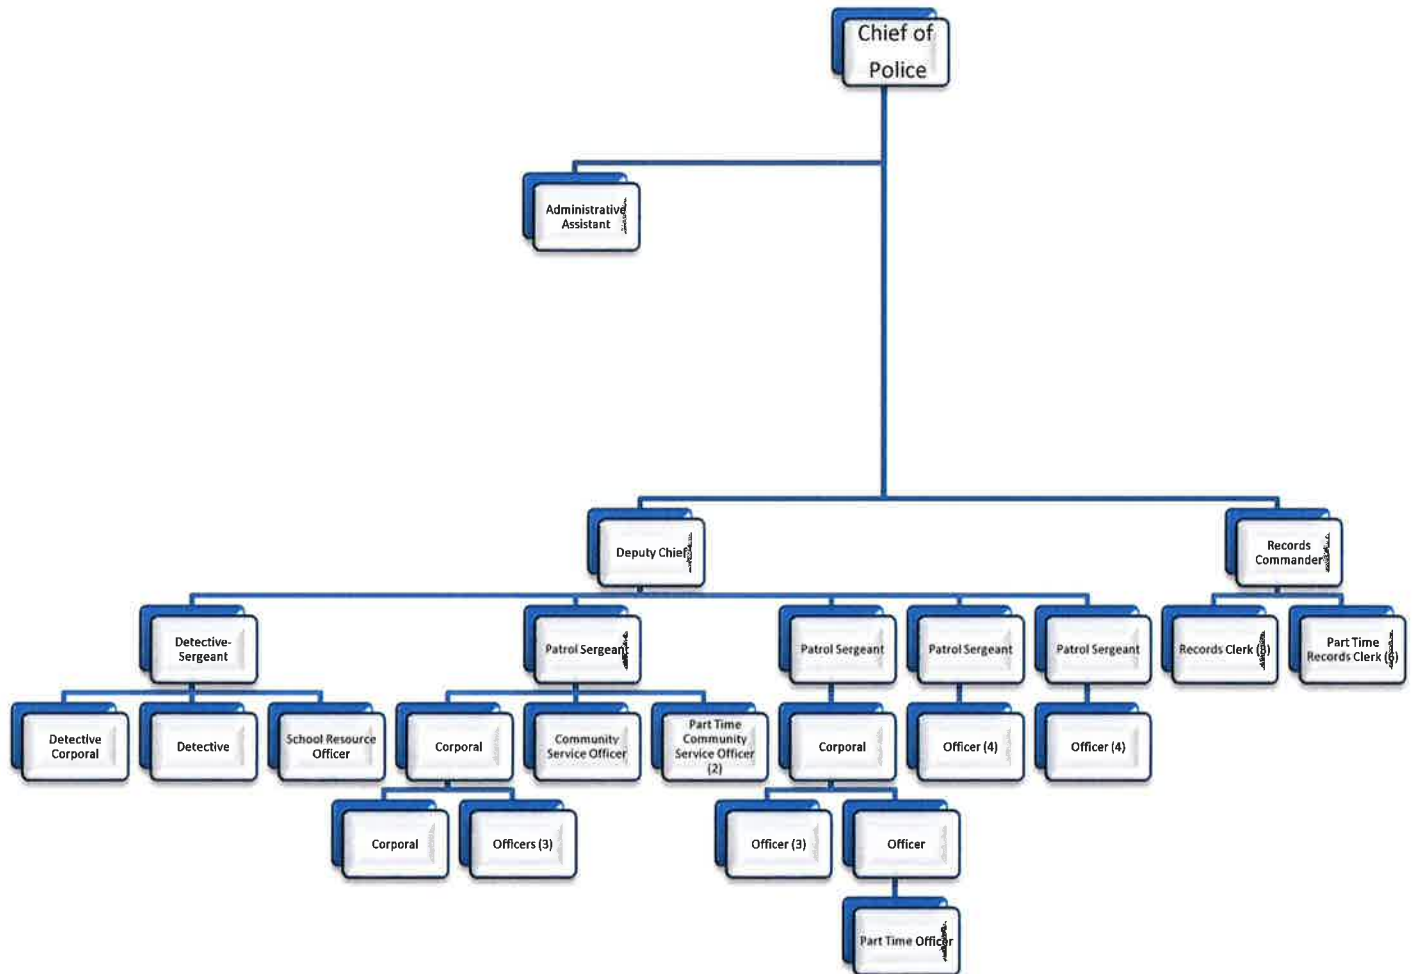 Chief of
Police
Administrative
Assistant
Deputy Chief
Records
Commander
Detective-
Sergeant
Patrol Sergeant
Patrol Sergeant
Patrol Sergeant
Patrol Sergeant
Records Clerk
Part Time
Records Clerk
Detective
Corporal
Detective
School Resource
Officer
Corporal
Community
Service Officer
Part Time
Community
Service Officer
(2)
Corporal
Officer (4)
Officer (4)
Corporal
Officers (3)
Officer (3)
Officer
Part Time Officer